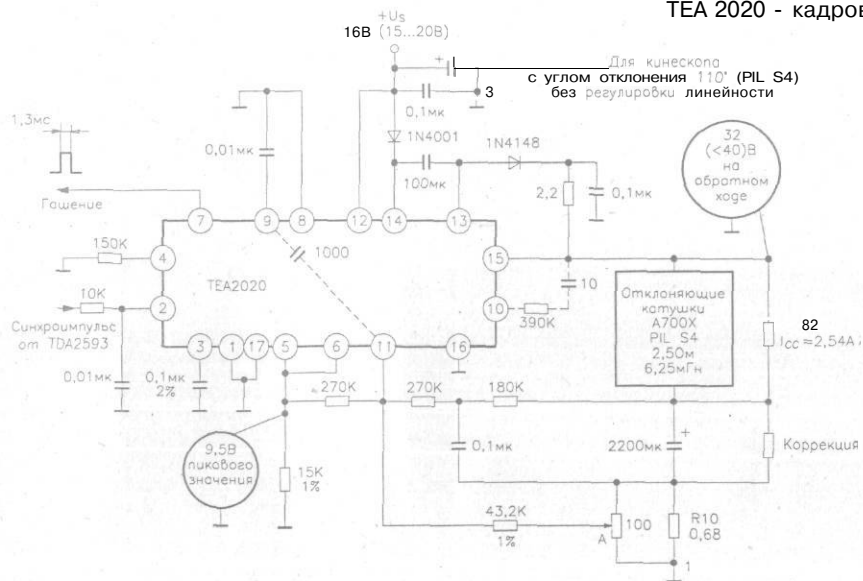 TEA 2020 - кадров
+Us
16В (15...20В)
+
Для кинескопа
с углом отклонения 110° (PIL S4)
без регулировки линейности
3
0,1мк
1,3мс
0,01мк
1N4001
1N4148
100мк
2,2
0,1мк
32
(<40)В
на
обратном
ходе
Гашение
7
9
8
12
14
13
150К
4
1000
15
TEA2020
10К
2
10
10
390К
Синхроимпульс
от TDA2593
Отклоняющие
катушки
A700X
PIL S4
2,5Ом
6,25мГн
82
Icc=2,54А
3
1
17
5
6
11
16
0,01мк
0,1мк
2%
270К
270К
180К
9,5В
пикового
значения
15К
1%
0,1мк
2200мк
+
Коррекция
43,2К
1%
100
А
R10
0,68
1